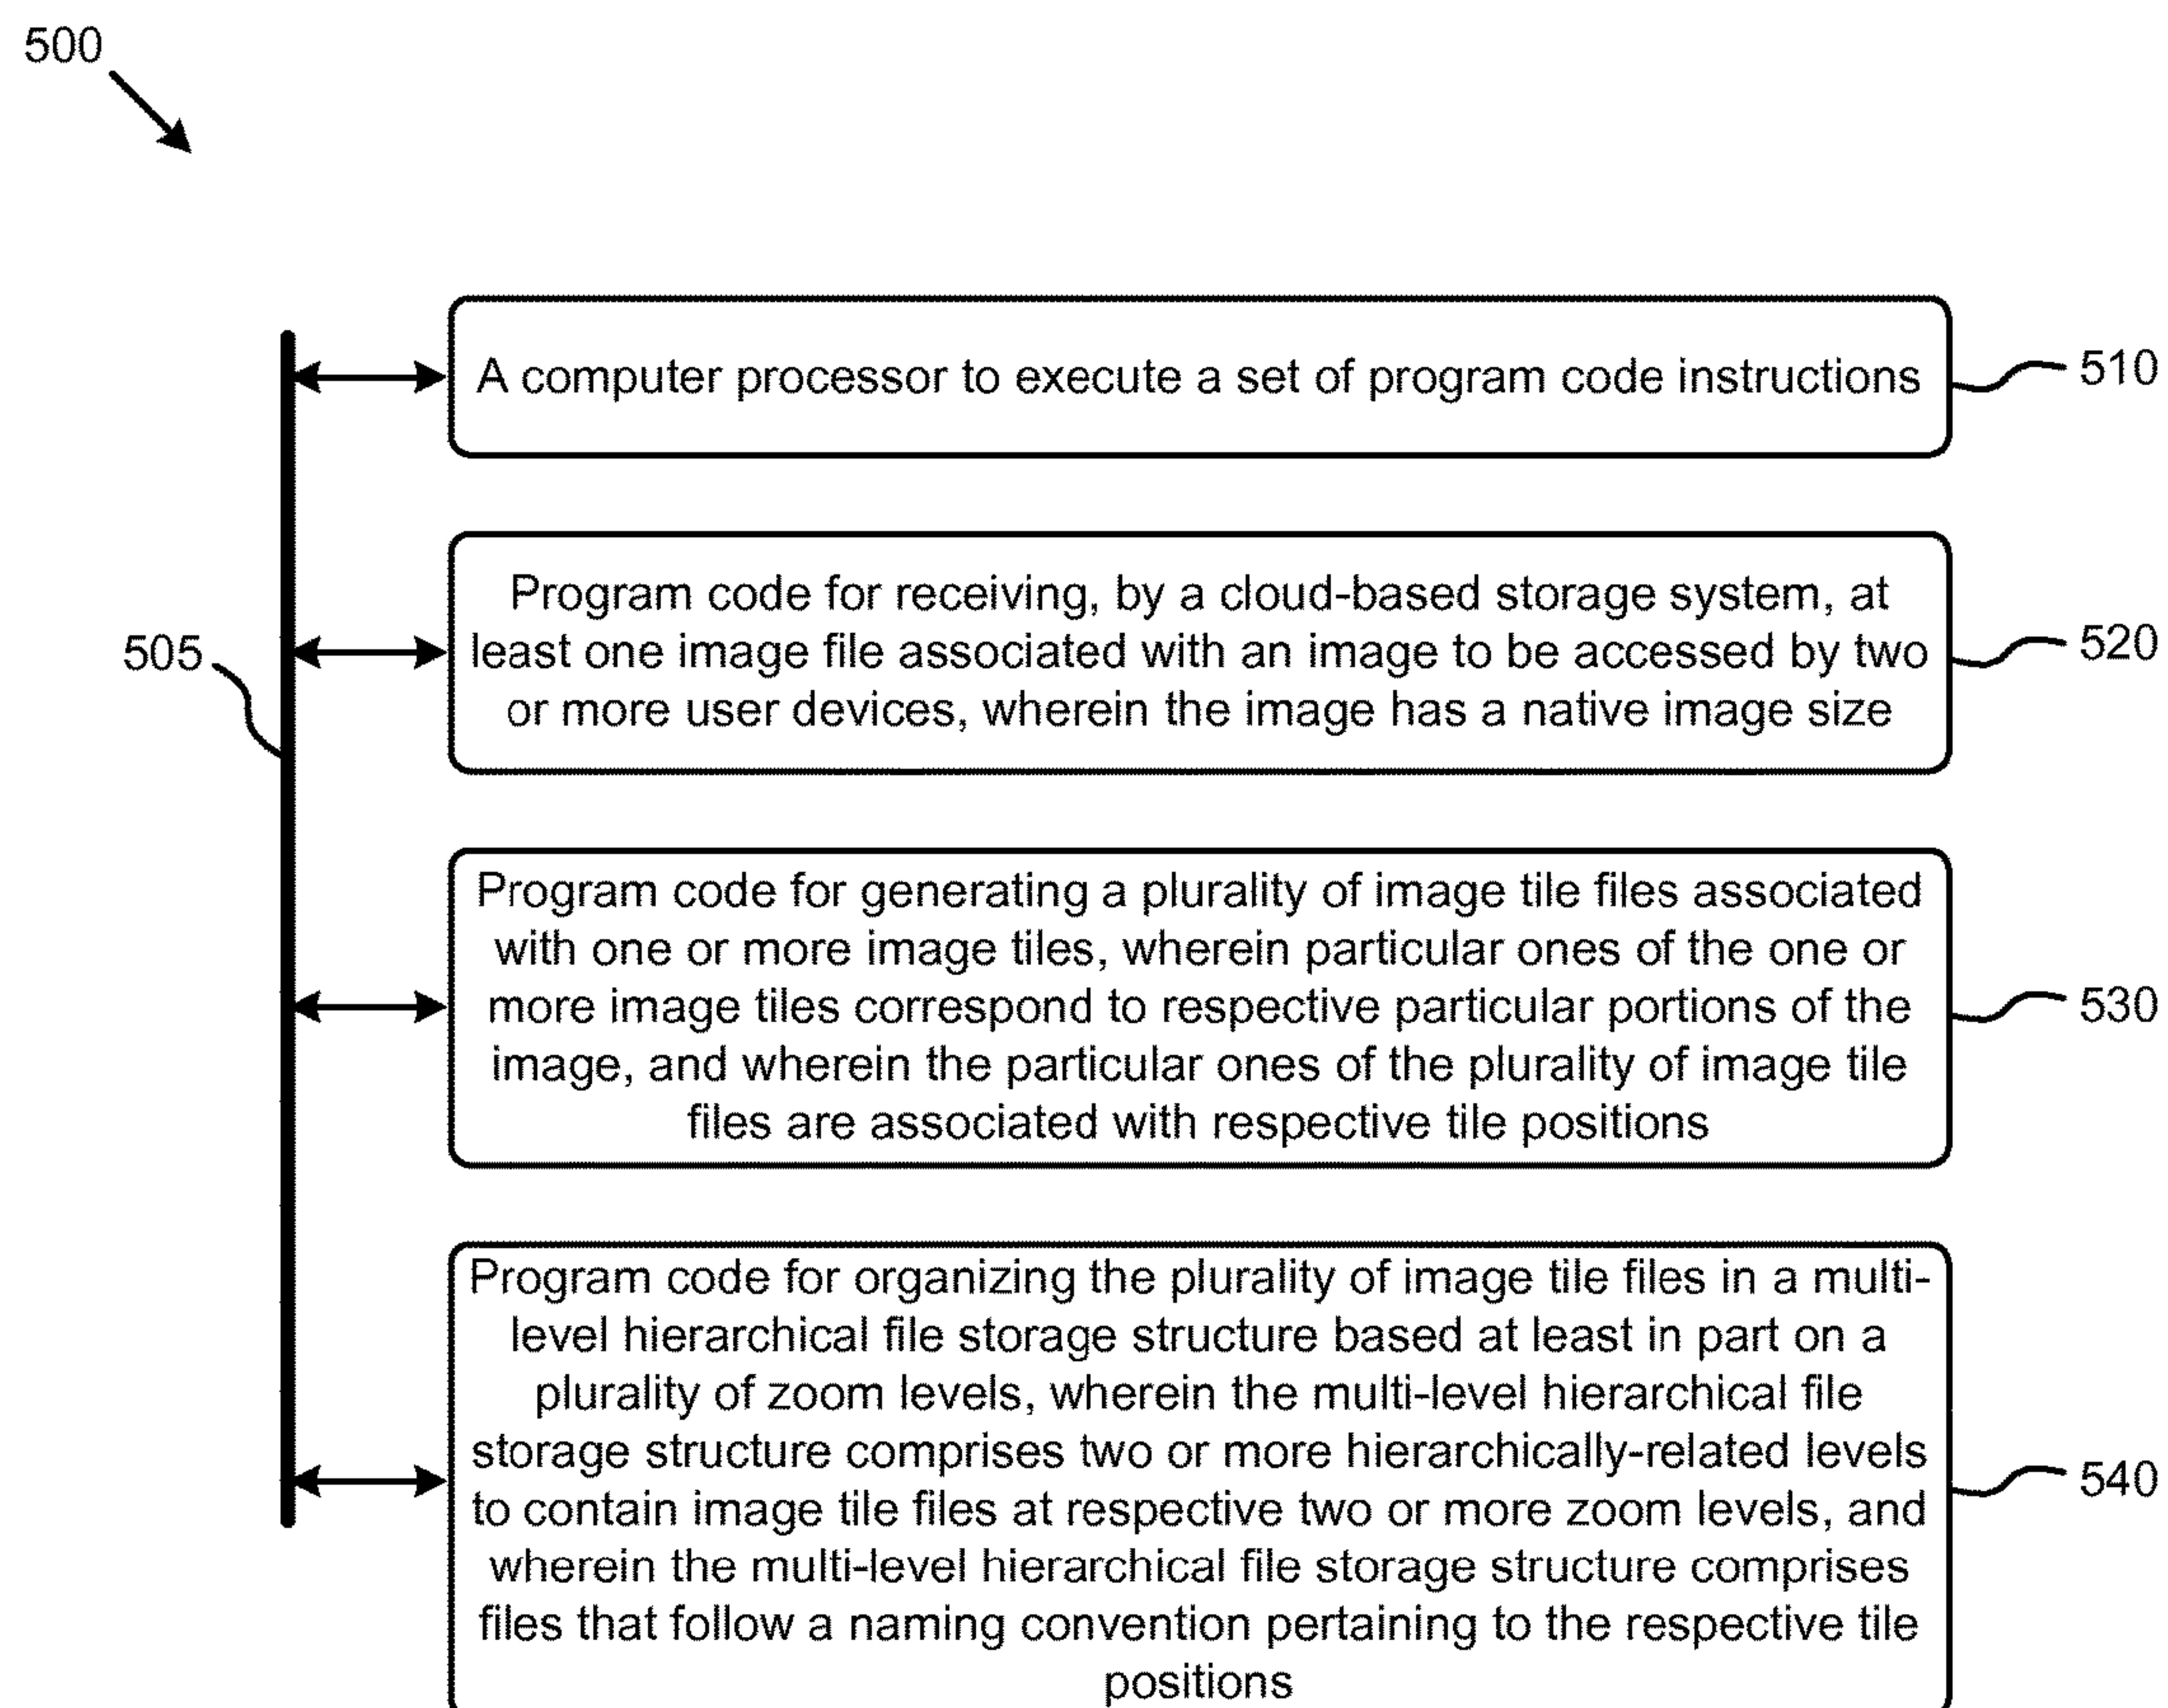 500
A computer processor to execute a set of program code instructions
510
Program code for receiving, by a cloud-based storage system, at
least one image file associated with an image to be accessed by two
or more user devices, wherein the image has a native image size
520
505
Program code for generating a plurality of image tile files associated
with one or more image tiles, wherein particular ones of the one or
more image tiles correspond to respective particular portions of the
image, and wherein the particular ones of the plurality of image tile
files are associated with respective tile positions
530
Program code for organizing the plurality of image tile files in a multi-
level hierarchical file storage structure based at least in part on a
plurality of zoom levels, wherein the multi-level hierarchical file
storage structure comprises two or more hierarchically-related levels
to contain image tile files at respective two or more zoom levels, and
wherein the multi-level hierarchical file storage structure comprises
files that follow a naming convention pertaining to the respective tile
positions
540